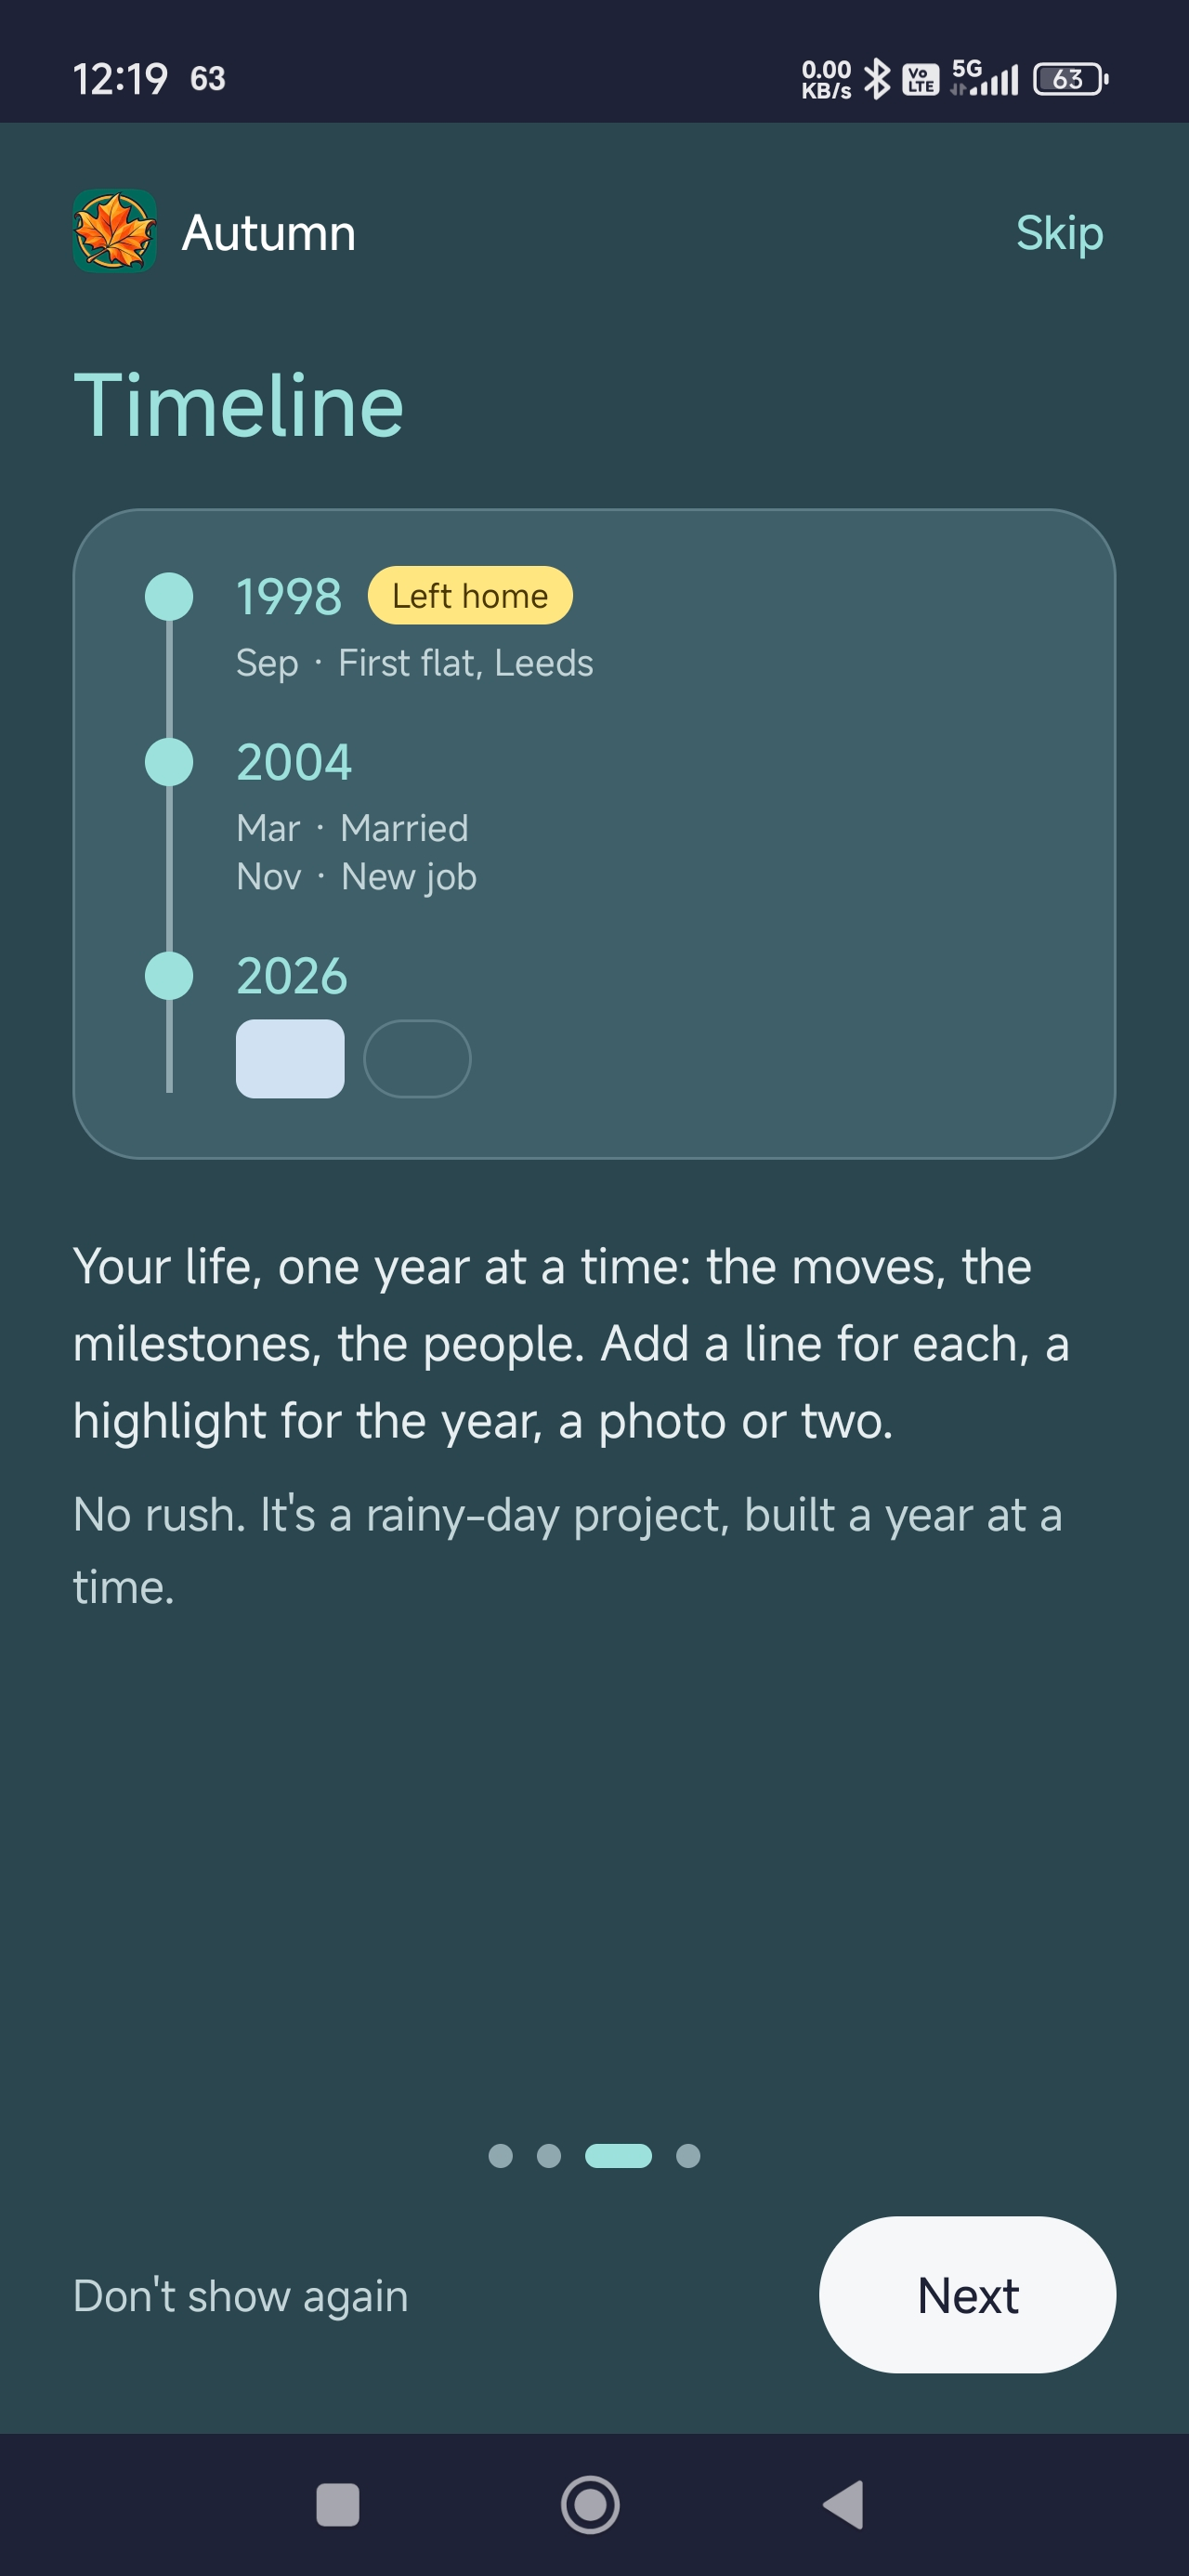 12:19 63 0.00 KB/s Vo LTE 5G 63
Autumn Skip
Timeline
1998 Left home
Sep · First flat, Leeds
2004
Mar · Married
Nov · New job
2026
Your life, one year at a time: the moves, the
milestones, the people. Add a line for each, a
highlight for the year, a photo or two.
No rush. It's a rainy-day project, built a year at a
time.
Don't show again Next